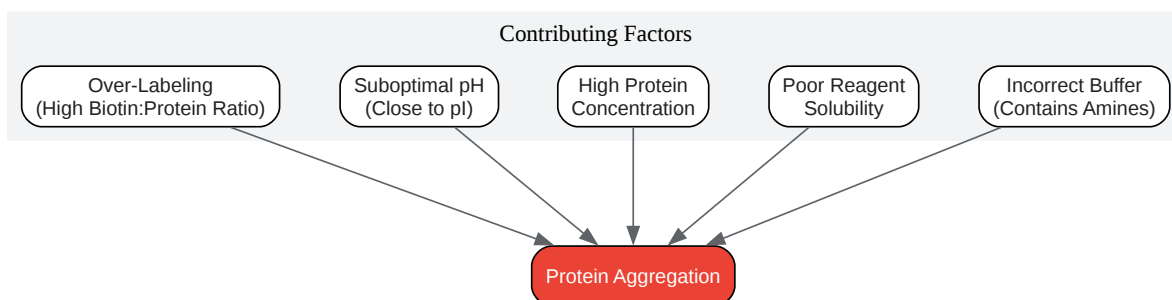 Contributing Factors
Over-Labeling
(High Biotin:Protein Ratio)
Suboptimal pH
(Close to pI)
High Protein
Concentration
Poor Reagent
Solubility
Incorrect Buffer
(Contains Amines)
Protein Aggregation